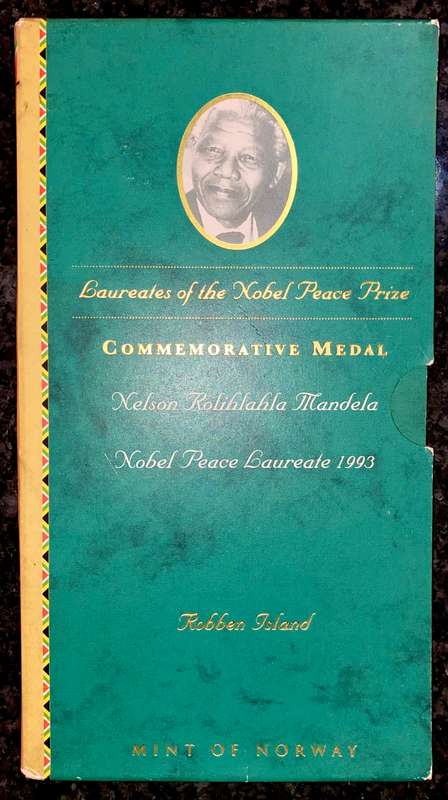 Laureates of the Nobel Peace Prize
COMMEMORATIVE MEDAL
Nelson Rolihlahla Mandela
Nobel Peace Laureate 1993
Robben Island
MINT OF NORWAY